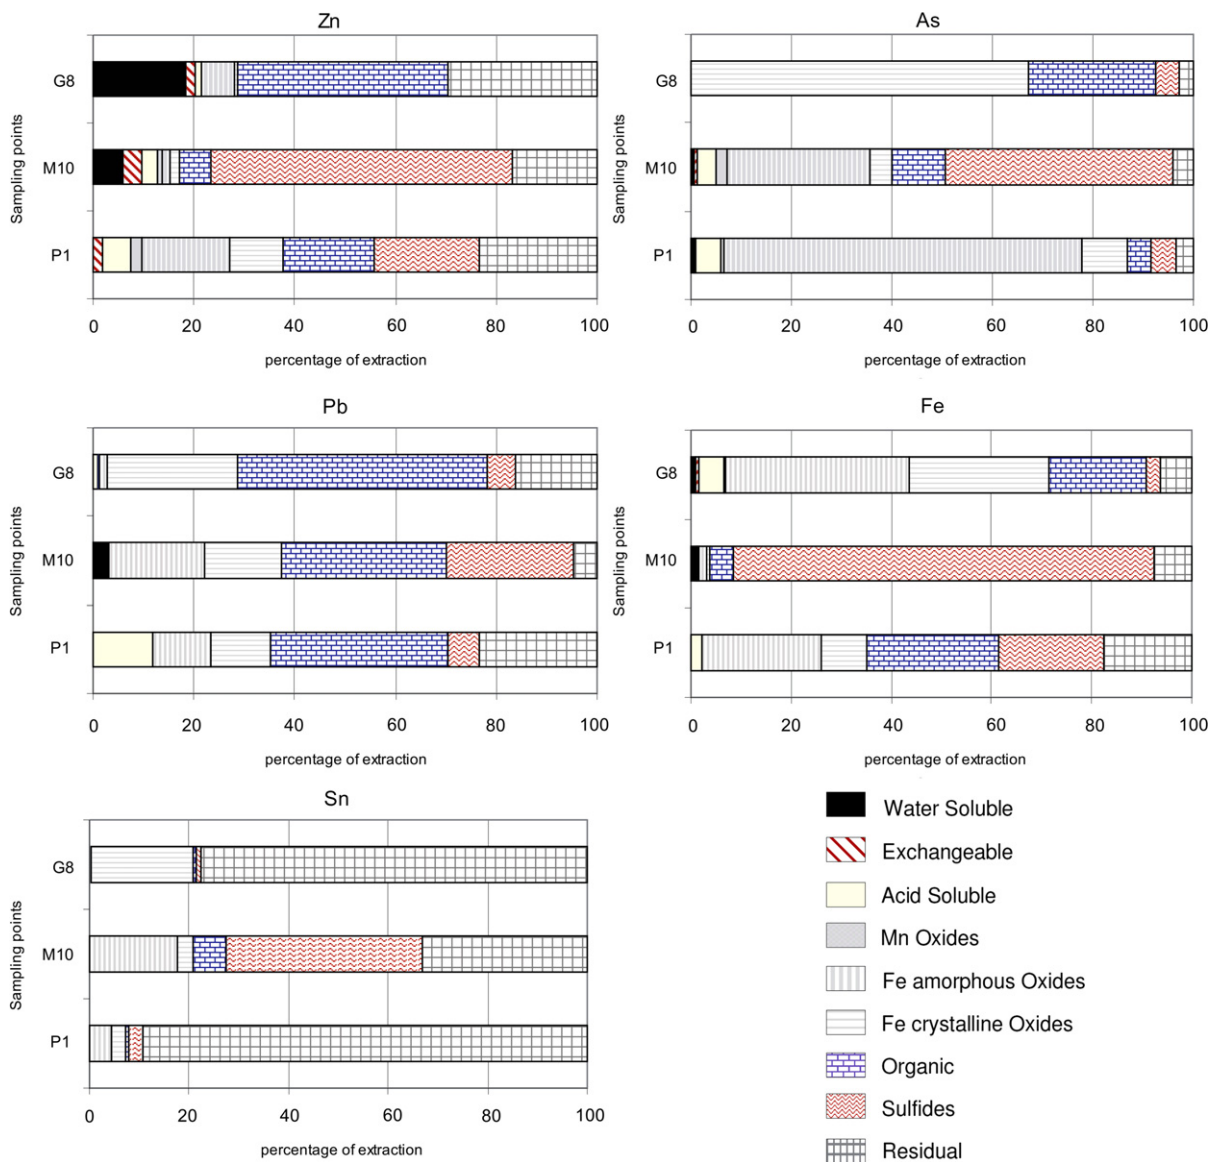 Zn
Sampling points
G8
M10
P1
0 20 40 60 80 100
percentage of extraction
As
Sampling points
G8
M10
P1
0 20 40 60 80 100
percentage of extraction
Pb
Sampling points
G8
M10
P1
0 20 40 60 80 100
percentage of extraction
Fe
Sampling points
G8
M10
P1
0 20 40 60 80 100
percentage of extraction
Sn
Sampling points
G8
M10
P1
0 20 40 60 80 100
percentage of extraction
Water Soluble
Exchangeable
Acid Soluble
Mn Oxides
Fe amorphous Oxides
Fe crystalline Oxides
Organic
Sulfides
Residual